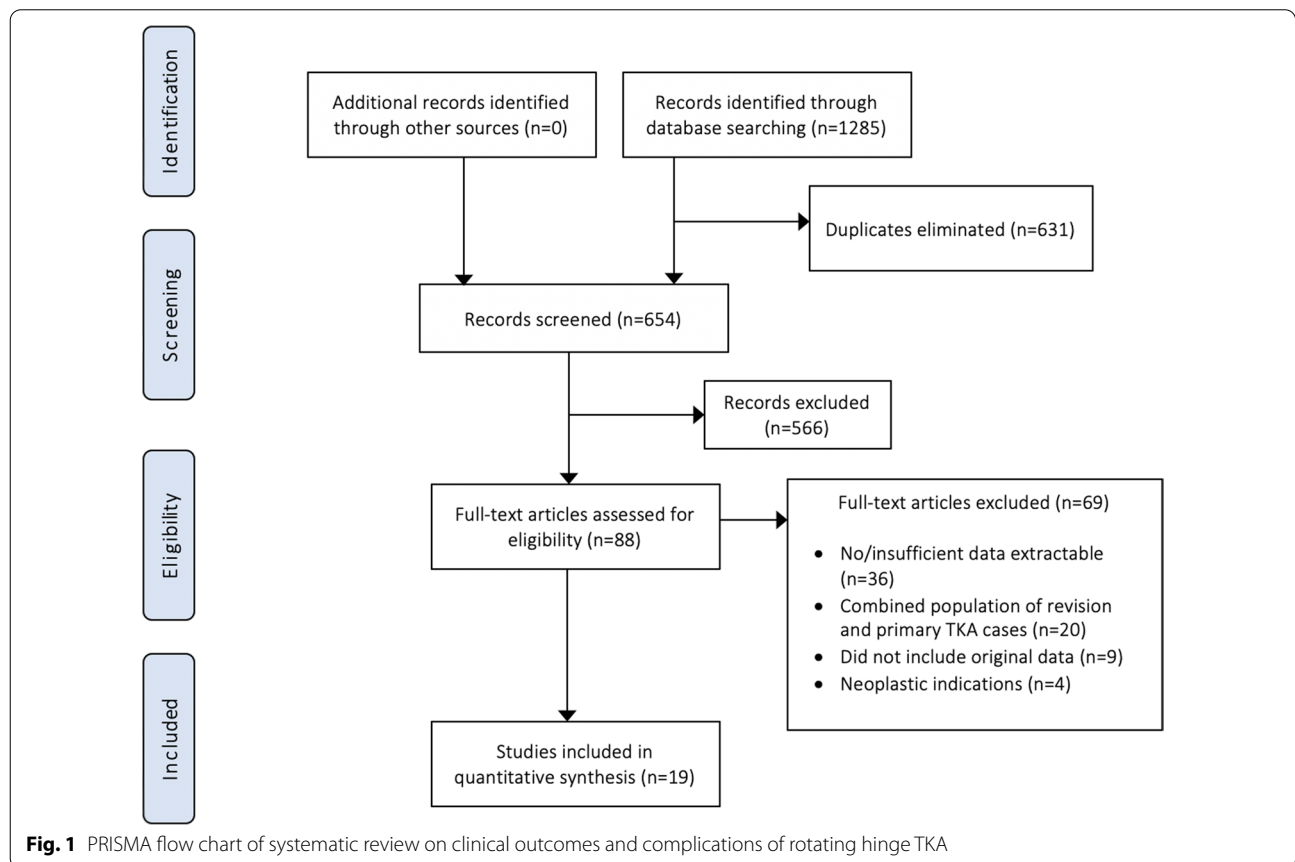 Identification
Additional records identified
through other sources (n=0)
Records identified through
database searching (n=1285)
Duplicates eliminated (n=631)
Screening
Records screened (n=654)
Records excluded
(n=566)
Eligibility
Full-text articles assessed for
eligibility (n=88)
Full-text articles excluded (n=69)
• No/insufficient data extractable
(n=36)
• Combined population of revision
and primary TKA cases (n=20)
• Did not include original data (n=9)
• Neoplastic indications (n=4)
Included
Studies included in
quantitative synthesis (n=19)
Fig. 1 PRISMA flow chart of systematic review on clinical outcomes and complications of rotating hinge TKA